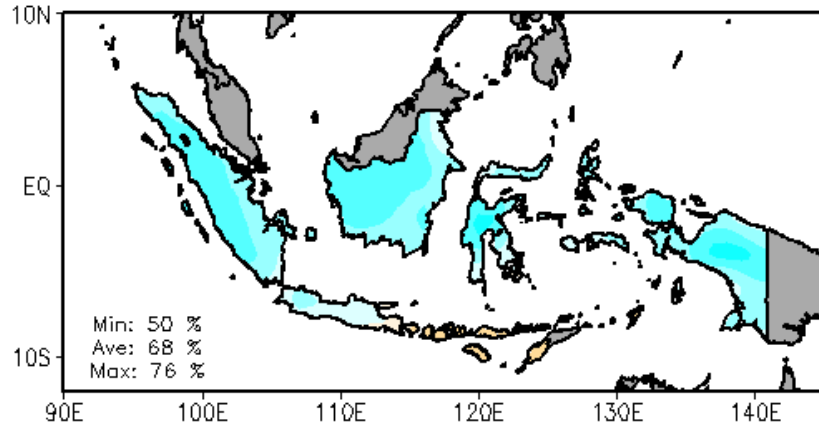 10N
EQ
Min: 50 %
Ave: 68 %
10S
Max: 76 %
90E 100E 110E 120E 130E 140E